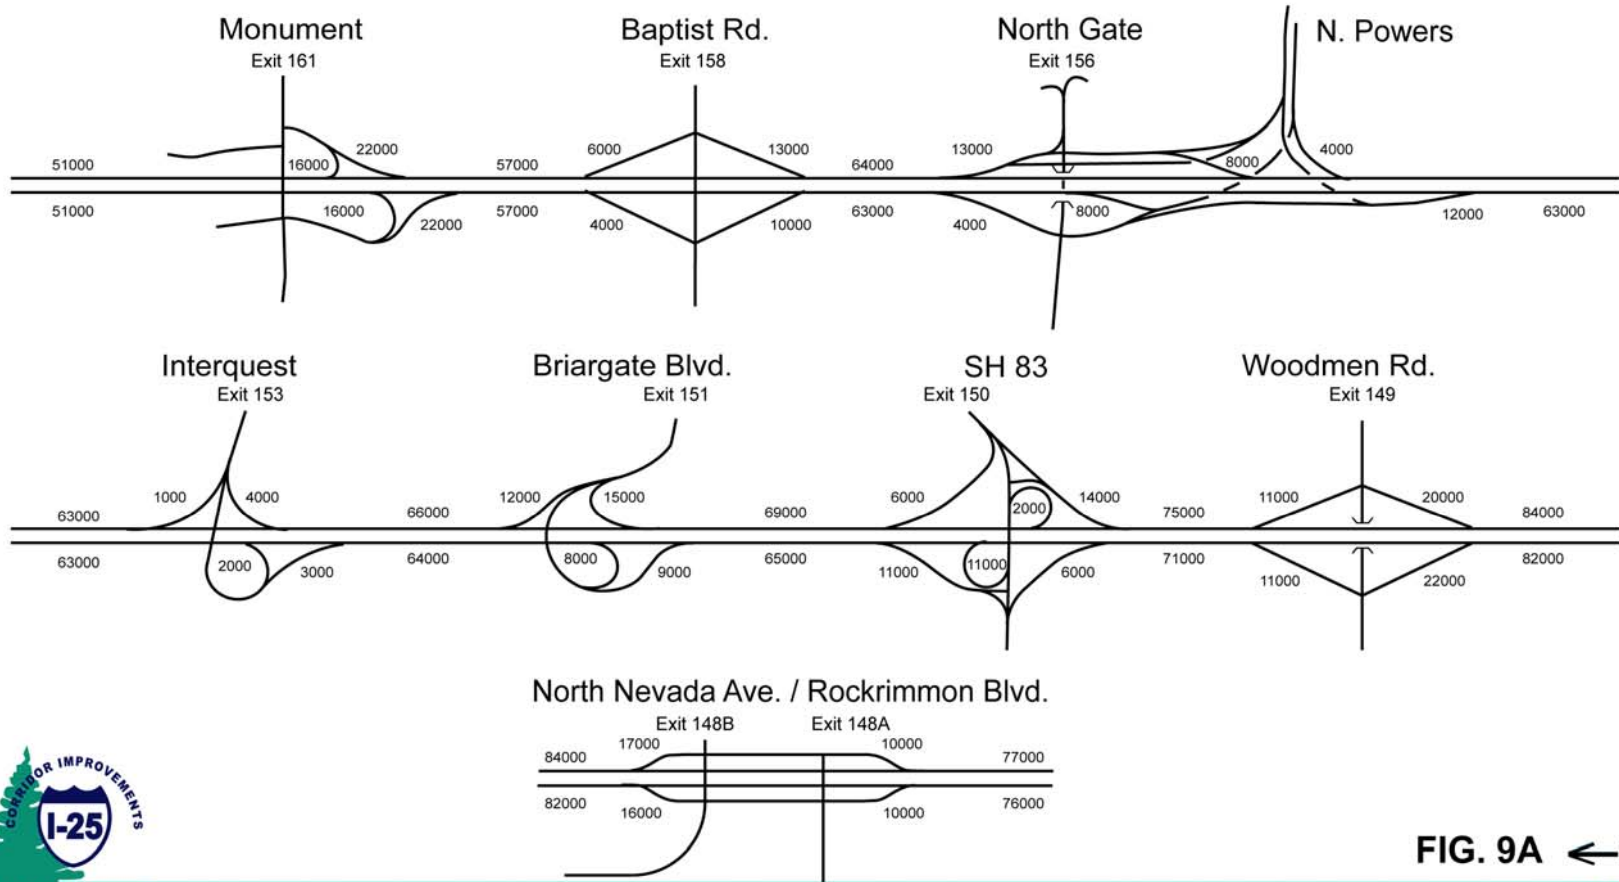 Monument
Exit 161
Baptist Rd.
Exit 158
North Gate
Exit 156
N. Powers
51000
16000
22000
57000
6000
13000
64000
13000
8000
4000
51000
16000
22000
57000
4000
10000
63000
4000
8000
12000
63000
Interquest
Exit 153
Briargate Blvd.
Exit 151
SH 83
Exit 150
Woodmen Rd.
Exit 149
63000
1000
4000
66000
12000
15000
69000
6000
2000
14000
75000
11000
20000
84000
63000
2000
3000
64000
8000
9000
65000
11000
11000
6000
71000
11000
22000
82000
North Nevada Ave. / Rockrimmon Blvd.
Exit 148B
Exit 148A
84000
17000
10000
77000
82000
16000
10000
76000
CORRIDOR IMPROVEMENTS
I-25
FIG. 9A